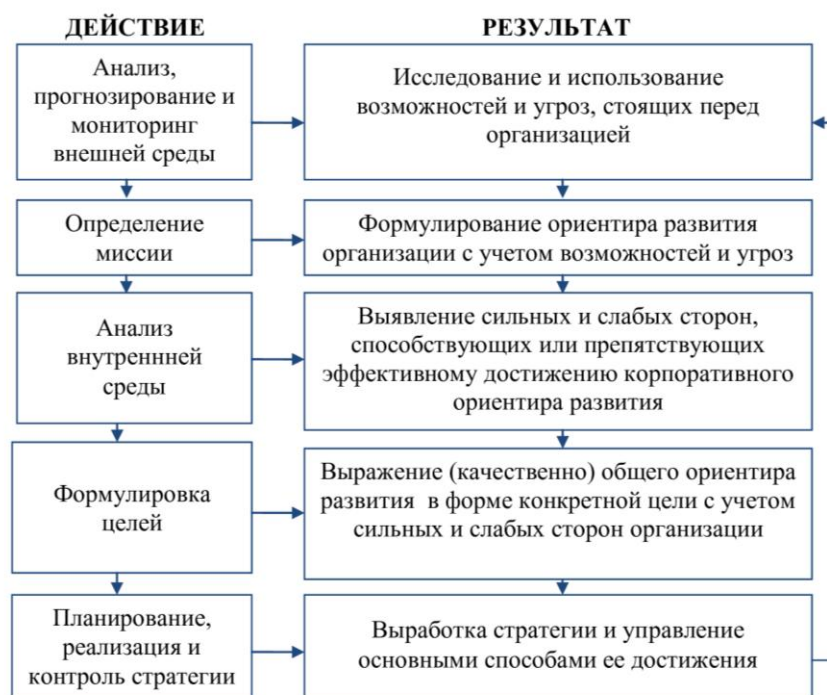 ДЕЙСТВИЕ
РЕЗУЛЬТАТ
Анализ,
прогнозирование и
мониторинг
внешней среды
Исследование и использование
возможностей и угроз, стоящих перед
организацией
Определение
миссии
Формулирование ориентира развития
организации с учетом возможностей и угроз
Анализ
внутреннней
среды
Выявление сильных и слабых сторон,
способствующих или препятствующих
эффективному достижению корпоративного
ориентира развития
Формулировка
целей
Выражение (качественно) общего ориентира
развития в форме конкретной цели с учетом
сильных и слабых сторон организации
Планирование,
реализация и
контроль стратегии
Выработка стратегии и управление
основными способами ее достижения